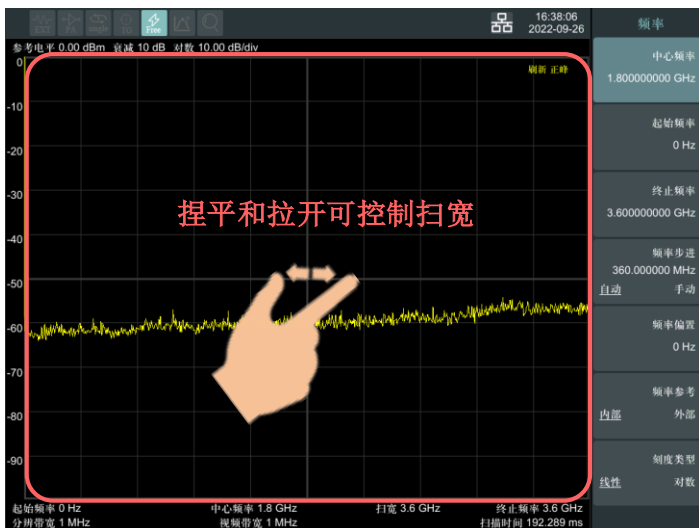 Free
16:38:06
2022-09-26
频率
参考电平 0.00 dBm 衰减 10 dB 对数 10.00 dB/div
中心频率
1.800000000 GHz
0
刷新 正峰
-10
起始频率
0 Hz
-20
终止频率
3.600000000 GHz
-30
捏平和拉开可控制扫宽
-40
频率步进
360.000000 MHz
自动 手动
-50
频率偏置
0 Hz
-60
-70
频率参考
内部 外部
-80
刻度类型
线性 对数
-90
起始频率 0 Hz 中心频率 1.8 GHz 扫宽 3.6 GHz 终止频率 3.6 GHz
分辨带宽 1 MHz 视频带宽 1 MHz 扫描时间 192.289 ms